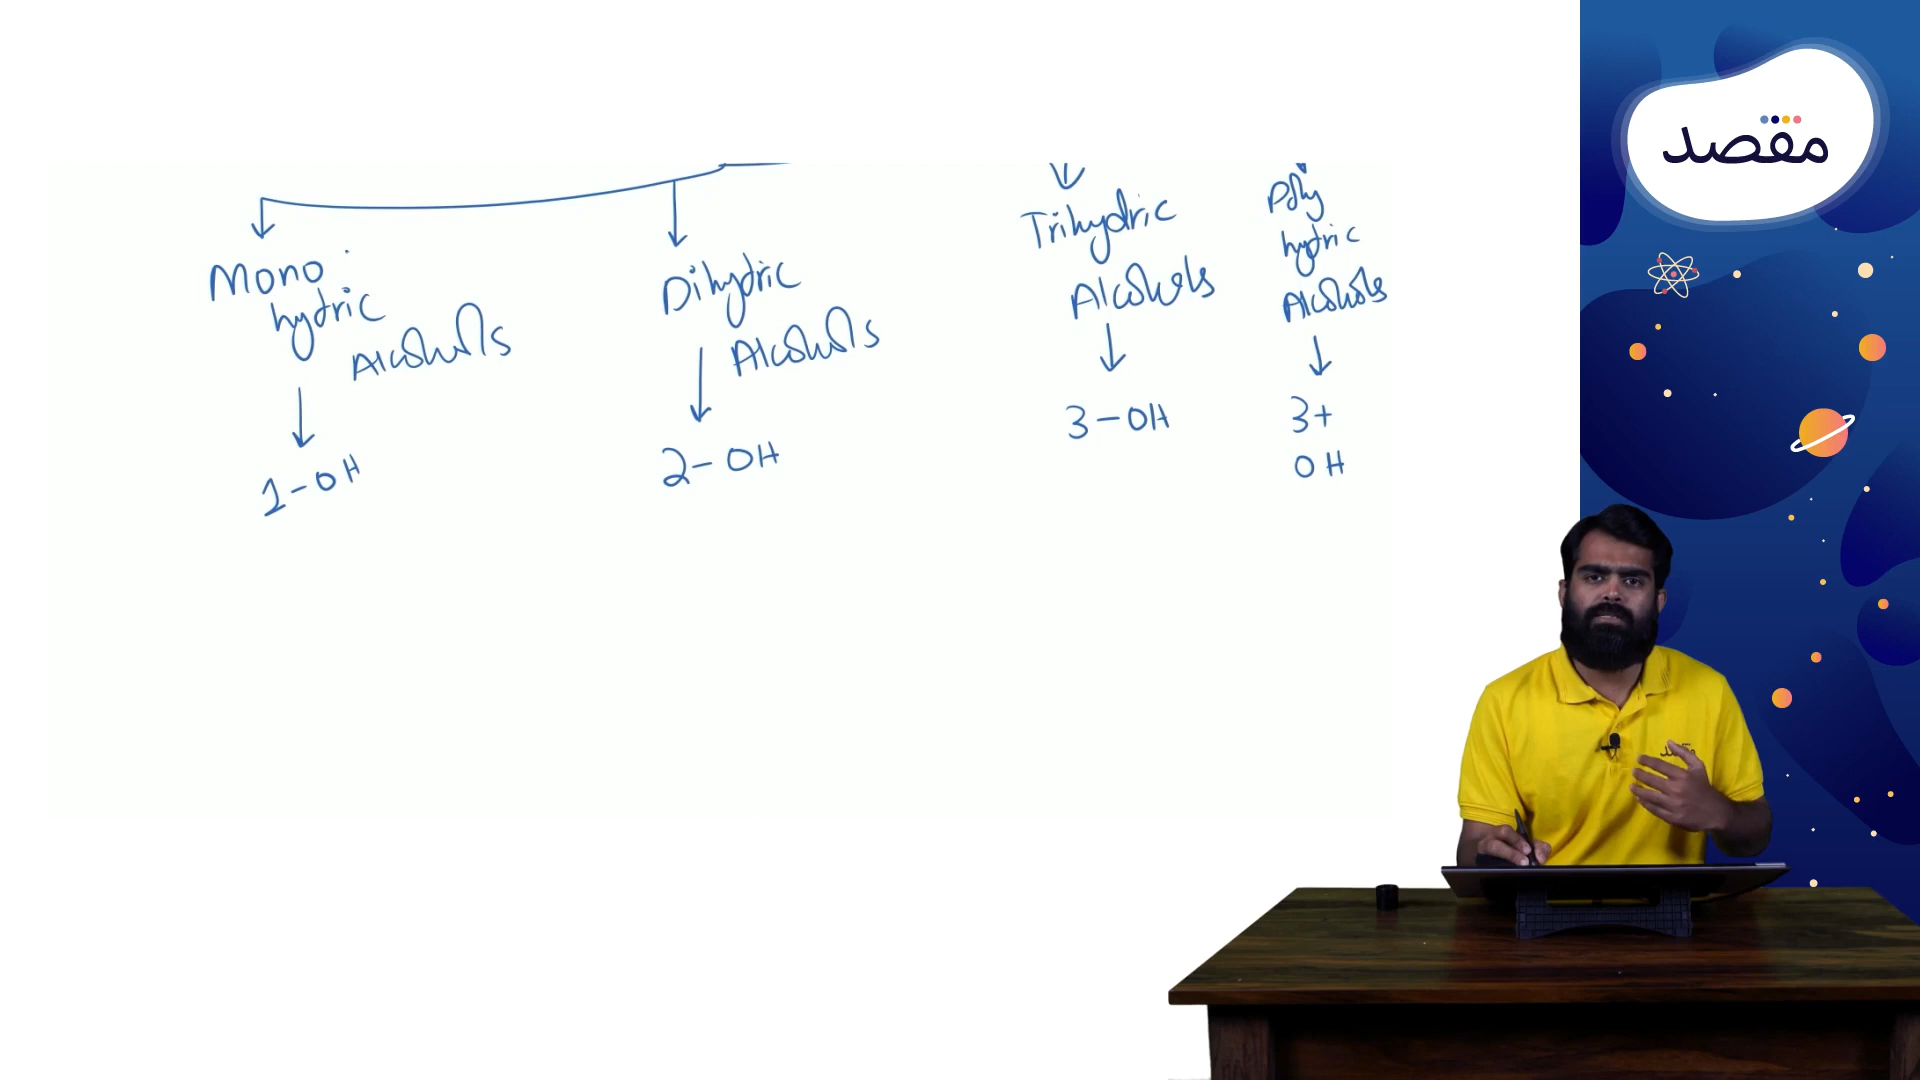 Mono
hydric
Alcohols
1-OH
Dihydric
Alcohols
2-OH
Trihydric
Alcohols
3-OH
Poly
hydric
Alcohols
3+
OH
مقصد
مقصد